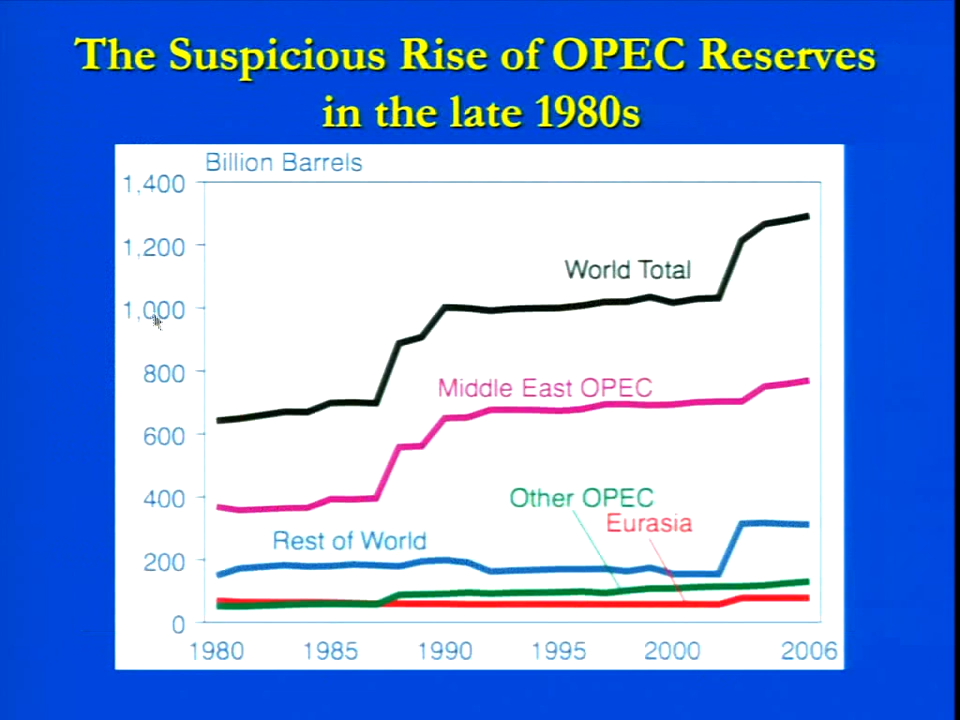 The Suspicious Rise of OPEC Reserves
in the late 1980s
Billion Barrels
1,400
1,200
World Total
1,000
800
Middle East OPEC
600
400
Other OPEC
Eurasia
Rest of World
200
0
1980 1985 1990 1995 2000 2006